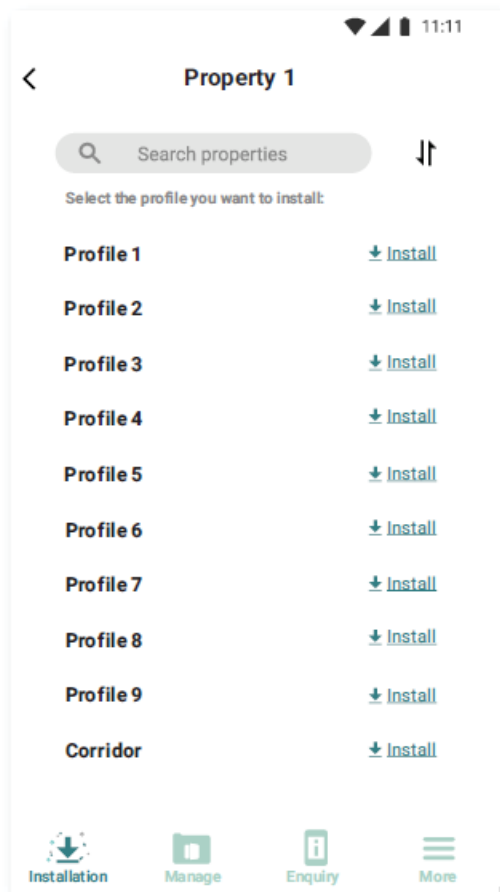 11:11
Property 1
Search properties
Select the profile you want to install:
Profile 1 Install
Profile 2 Install
Profile 3 Install
Profile 4 Install
Profile 5 Install
Profile 6 Install
Profile 7 Install
Profile 8 Install
Profile 9 Install
Corridor Install
Installation Manage Enquiry More